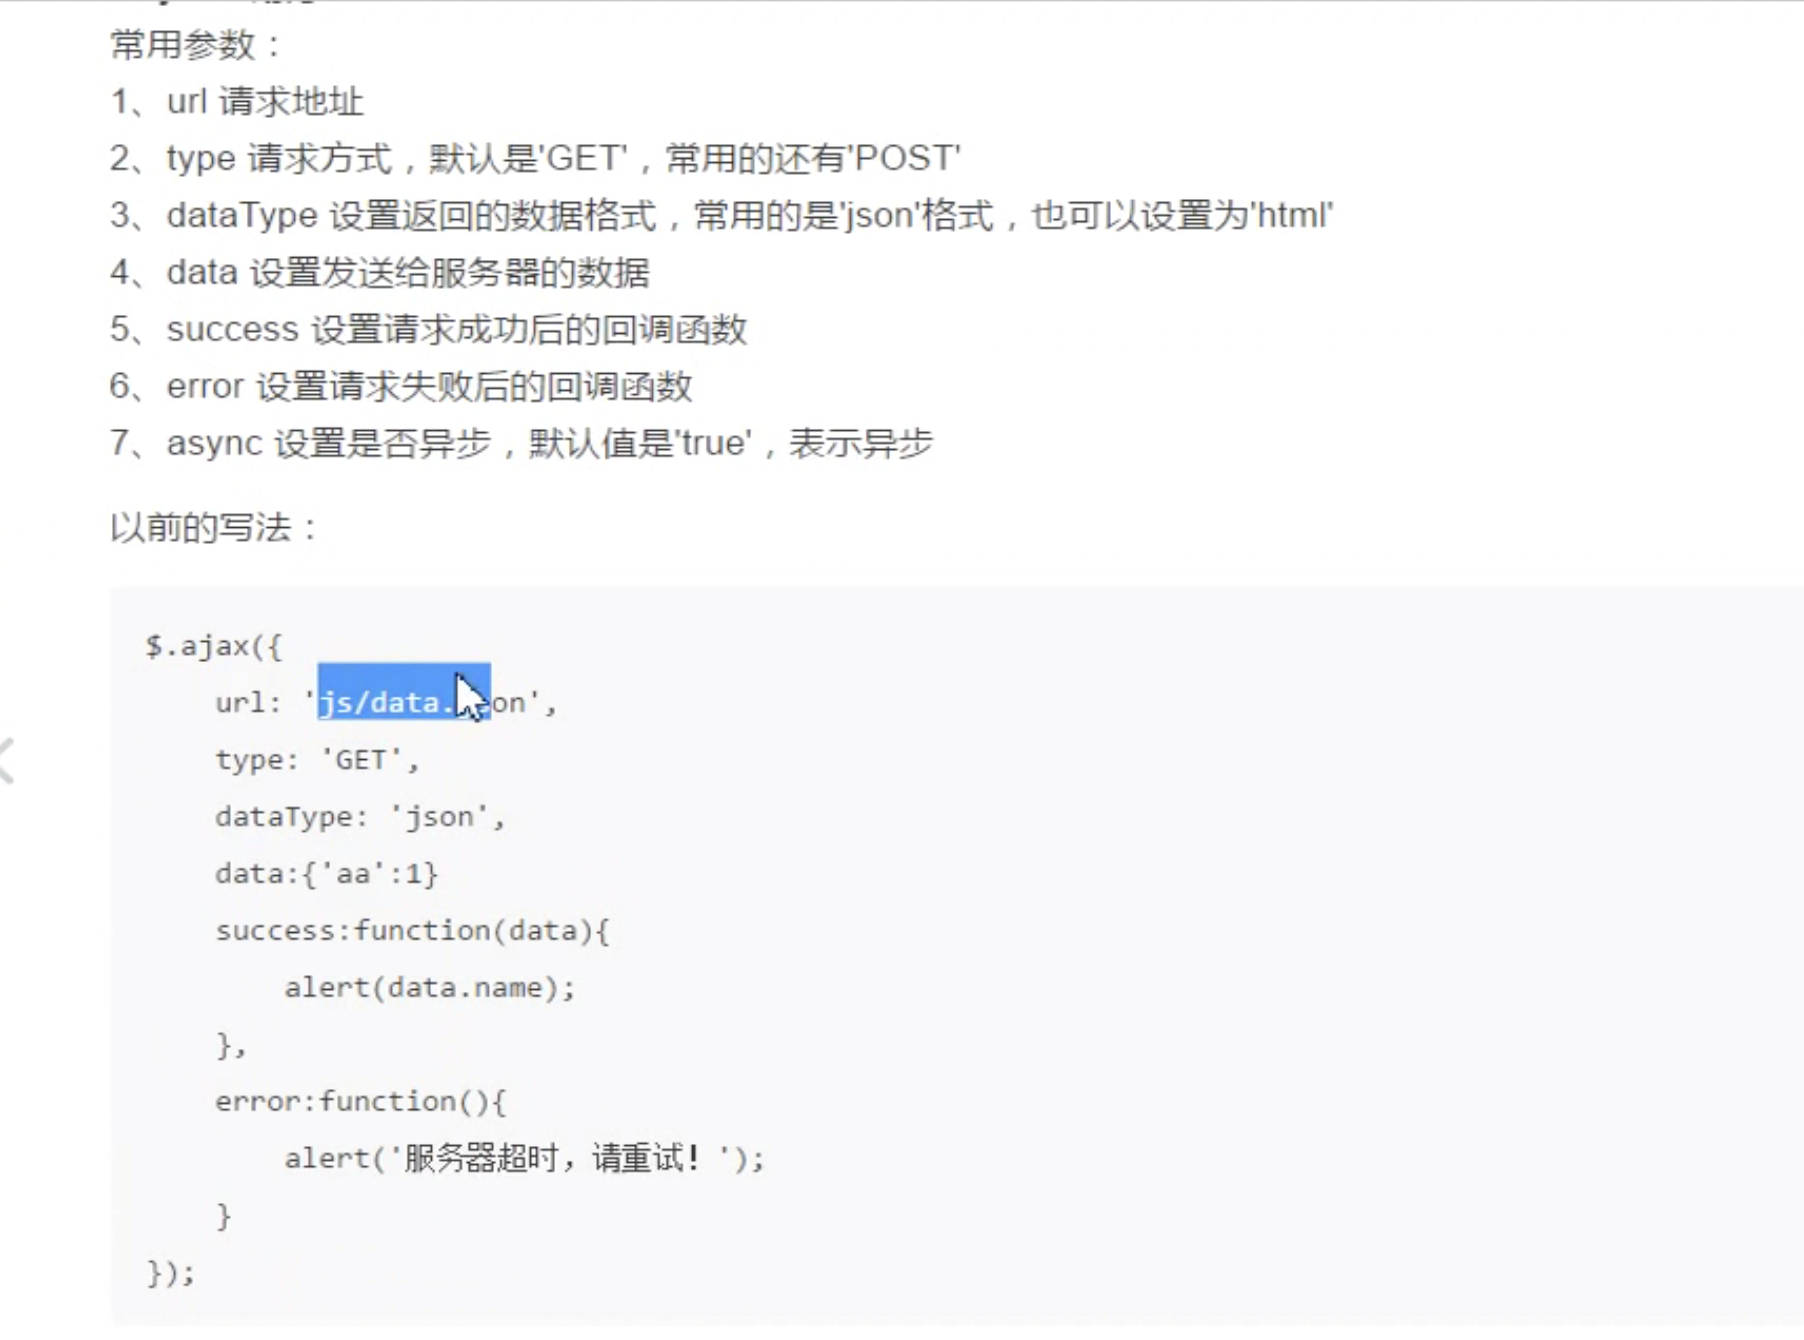 常用参数：
1、url 请求地址
2、type 请求方式，默认是'GET'，常用的还有'POST'
3、dataType 设置返回的数据格式，常用的是'json'格式，也可以设置为'html'
4、data 设置发送给服务器的数据
5、success 设置请求成功后的回调函数
6、error 设置请求失败后的回调函数
7、async 设置是否异步，默认值是'true'，表示异步
以前的写法：
$.ajax({
url: 'js/data.json',
type: 'GET',
dataType: 'json',
data:{'aa':1}
success:function(data){
alert(data.name);
},
error:function(){
alert('服务器超时，请重试！');
}
});